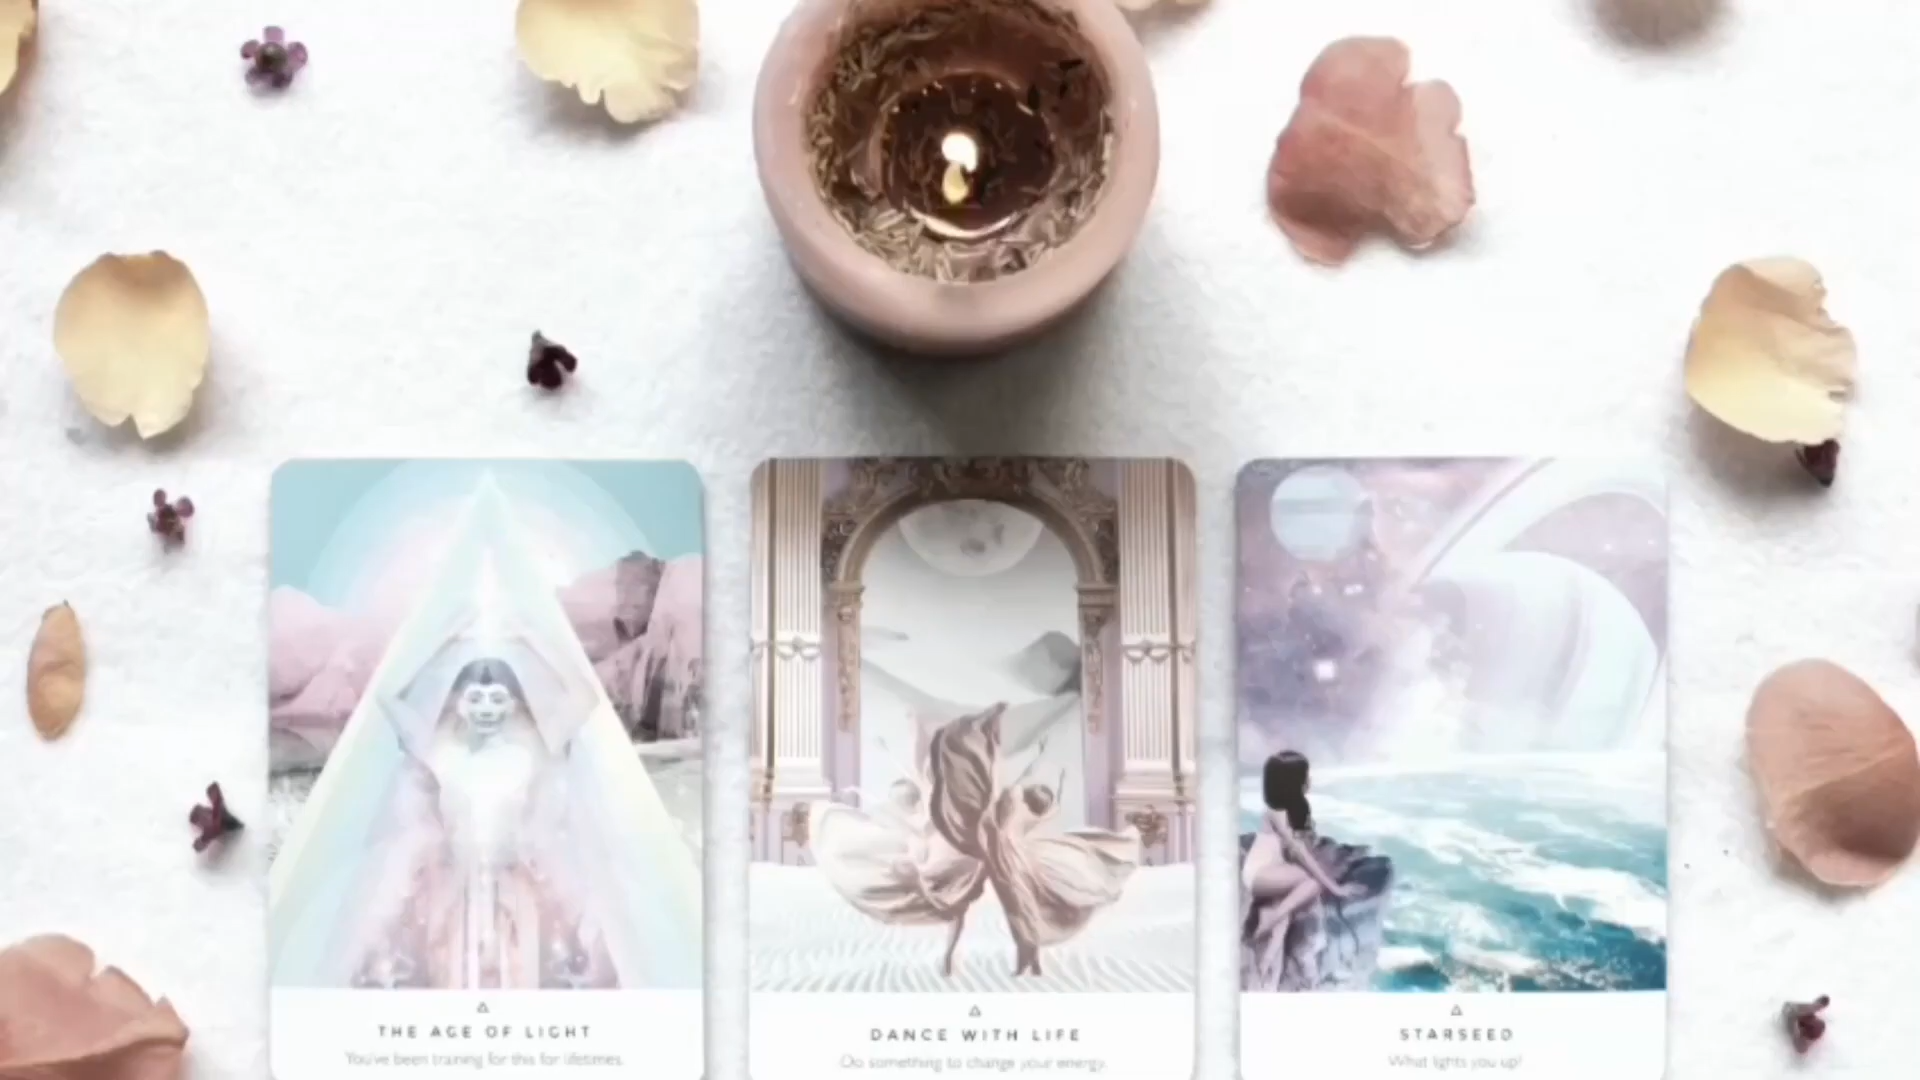 THE AGE OF LIGHT
You've been training for this for lifetimes.
DANCE WITH LIFE
Do something to change your energy.
STARSEED
What lights you up?